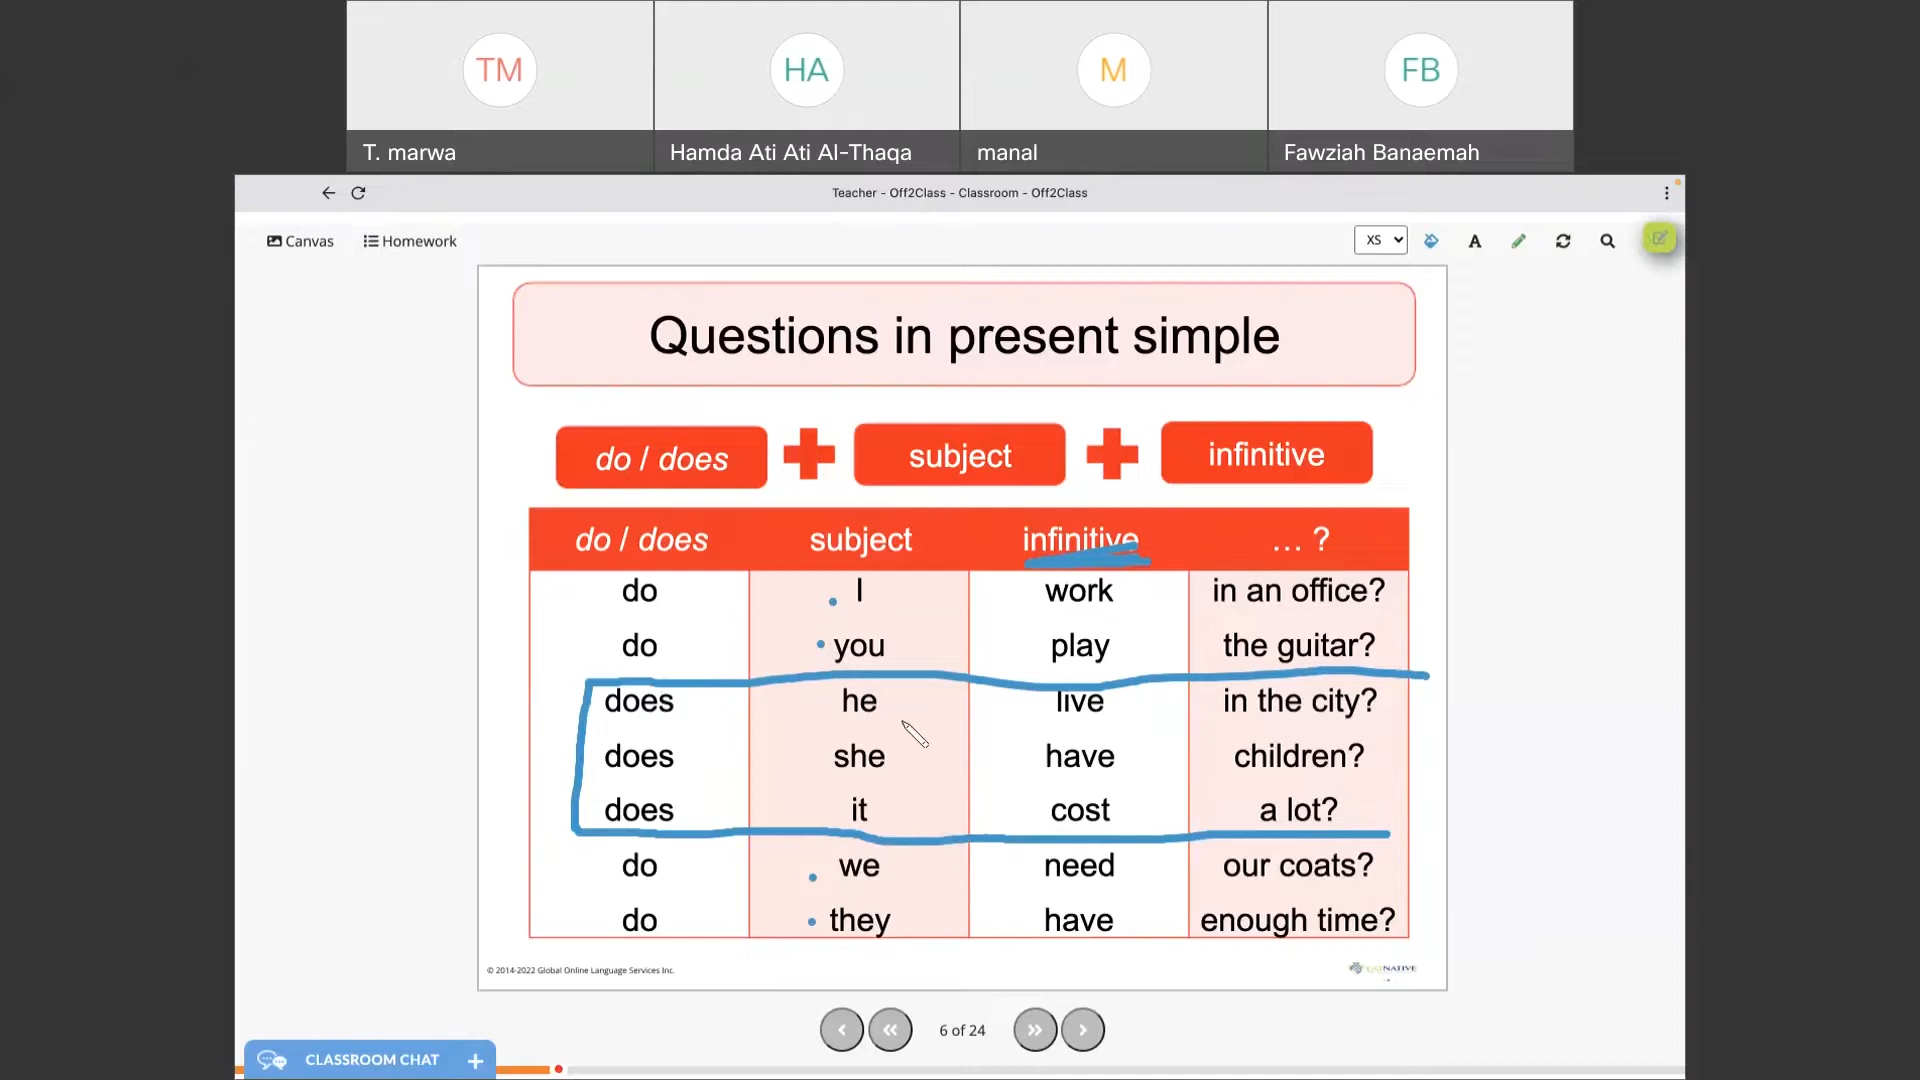 TM HA M FB
T. marwa Hamda Ati Ati Al-Thaqa manal Fawziah Banaemah
Teacher - Off2Class - Classroom - Off2Class
Canvas Homework XS A
Questions in present simple
do / does subject infinitive
do / does subject infinitive ... ?
do I work in an office?
do you play the guitar?
does he live in the city?
does she have children?
does it cost a lot?
do we need our coats?
do they have enough time?
© 2014-2022 Global Online Language Services Inc. GONATIVE
6 of 24
CLASSROOM CHAT +